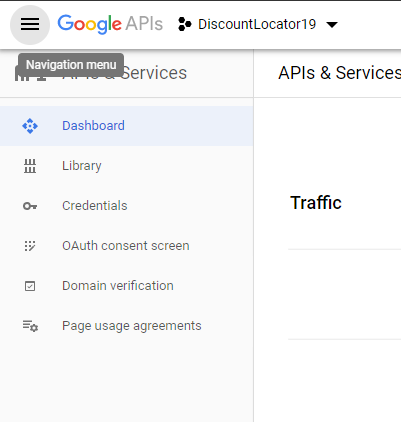 Google APIs DiscountLocator19
Navigation menu
APIs & Services
APIs & Services
Dashboard
Library
Credentials
OAuth consent screen
Domain verification
Page usage agreements
Traffic